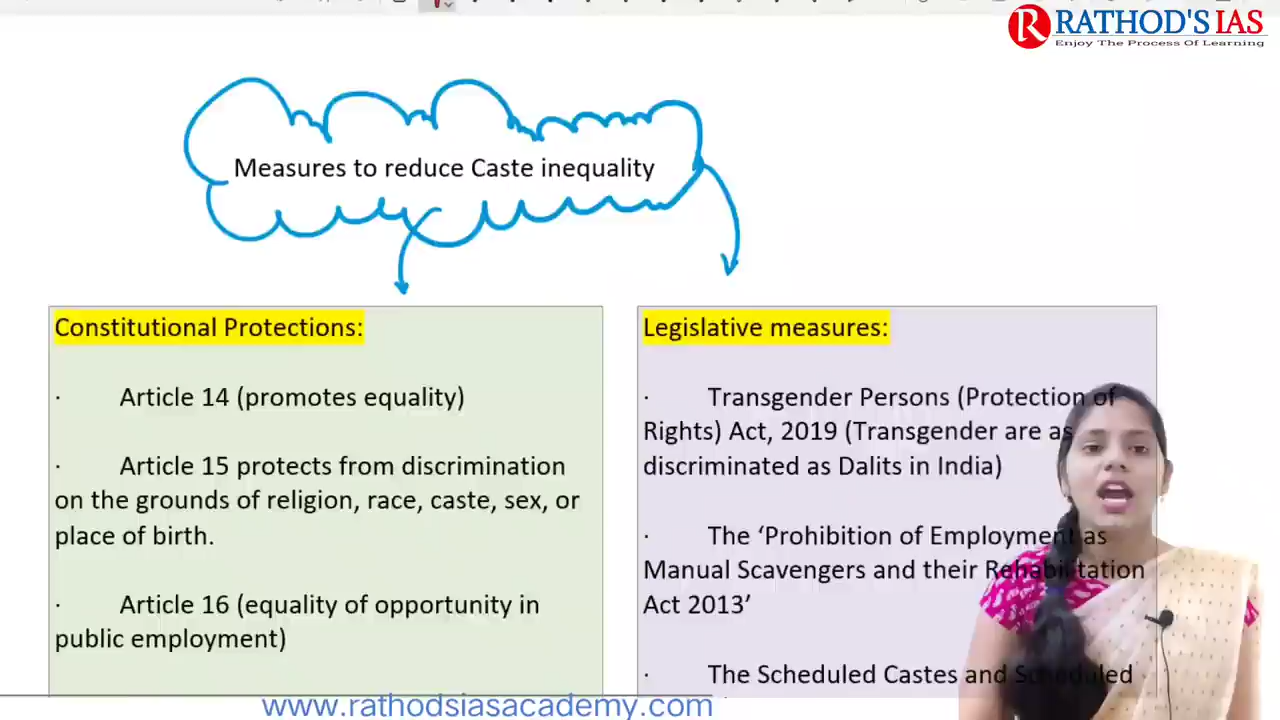 RATHOD'S IAS
Enjoy The Process Of Learning
Measures to reduce Caste inequality
Constitutional Protections:
· Article 14 (promotes equality)
· Article 15 protects from discrimination
on the grounds of religion, race, caste, sex, or
place of birth.
· Article 16 (equality of opportunity in
public employment)
Legislative measures:
· Transgender Persons (Protection of
Rights) Act, 2019 (Transgender are as
discriminated as Dalits in India)
· The ‘Prohibition of Employment as
Manual Scavengers and their Rehabilitation
Act 2013’
· The Scheduled Castes and Scheduled
www.rathodsiasacademy.com